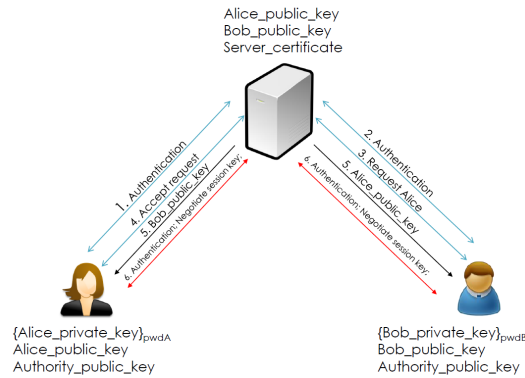 Alice_public_key
Bob_public_key
Server_certificate
1. Authentication
4. Accept request
5. Bob_public_key
6. Authentication; Negotiate session key;
2. Authentication
3. Request Alice
5. Alice_public_key
6. Authentication; Negotiate session key;
{Alice_private_key}pwdA
Alice_public_key
Authority_public_key
{Bob_private_key}pwdB
Bob_public_key
Authority_public_key